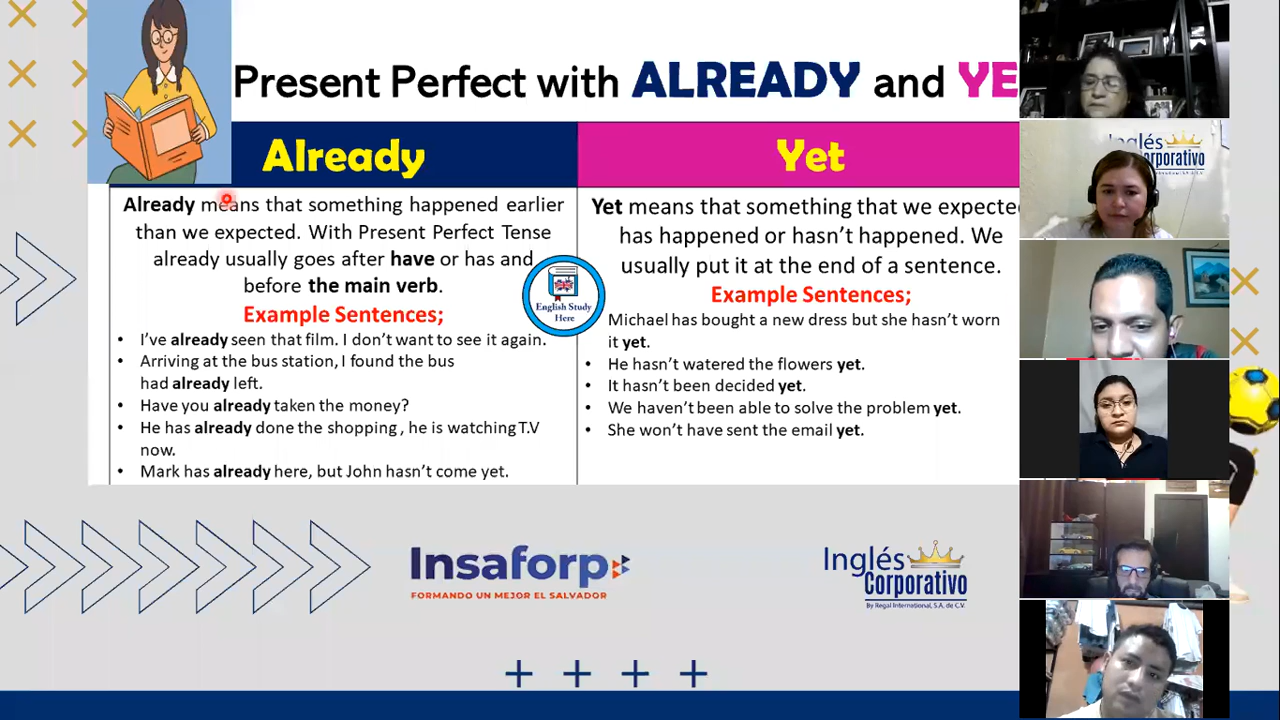 Present Perfect with ALREADY and YE
Already
Already means that something happened earlier
than we expected. With Present Perfect Tense
already usually goes after have or has and
before the main verb.
Example Sentences;
• I've already seen that film. I don't want to see it again.
• Arriving at the bus station, I found the bus
had already left.
• Have you already taken the money?
• He has already done the shopping , he is watching T.V
now.
• Mark has already here, but John hasn't come yet.
Yet
Yet means that something that we expected
has happened or hasn't happened. We
usually put it at the end of a sentence.
Example Sentences;
Michael has bought a new dress but she hasn't worn
it yet.
• He hasn't watered the flowers yet.
• It hasn't been decided yet.
• We haven't been able to solve the problem yet.
• She won't have sent the email yet.
English Study
Here
Insaforp
FORMANDO UN MEJOR EL SALVADOR
Inglés
Corporativo
By Regal International, S.A. de C.V.
Inglés
Corporativo